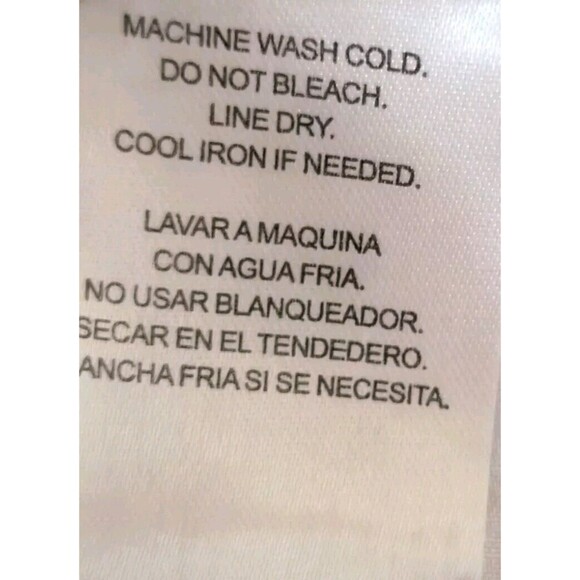 MACHINE WASH COLD.
DO NOT BLEACH.
LINE DRY.
COOL IRON IF NEEDED.
LAVAR A MAQUINA
CON AGUA FRIA.
NO USAR BLANQUEADOR.
SECAR EN EL TENDEDERO.
ANCHA FRIA SI SE NECESITA.